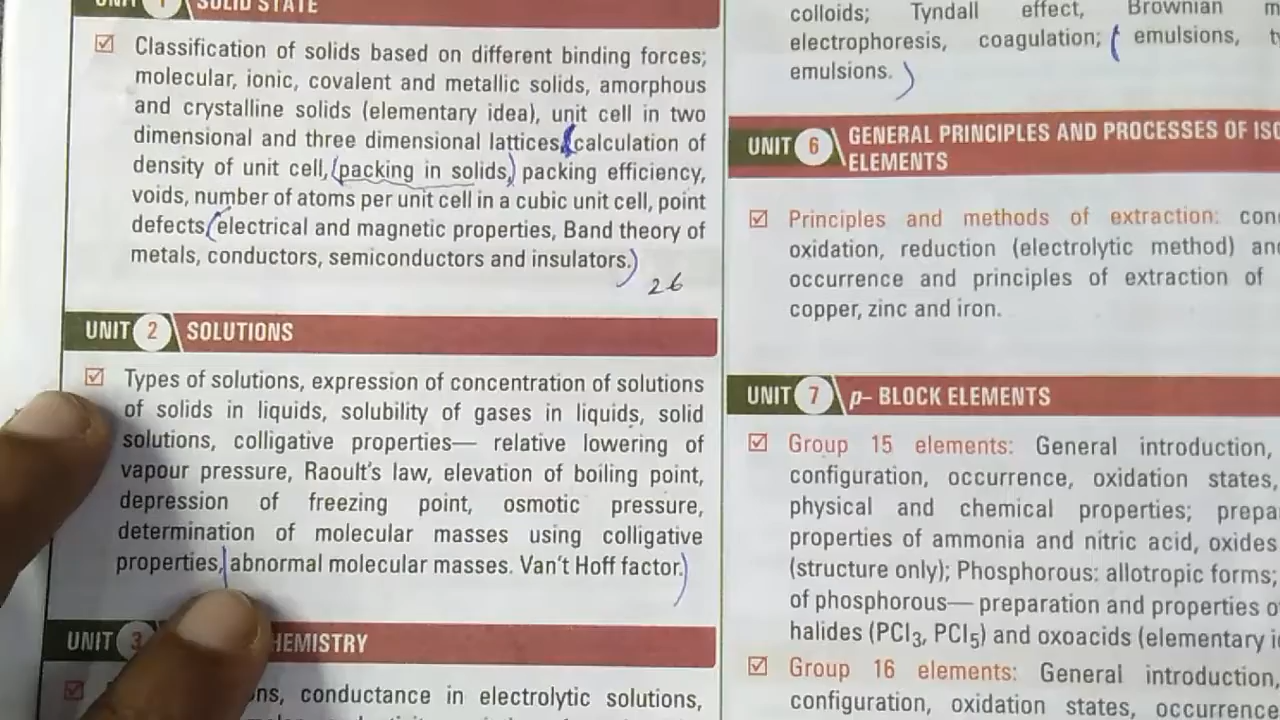 UNIT 1 SOLID STATE
Classification of solids based on different binding forces;
molecular, ionic, covalent and metallic solids, amorphous
and crystalline solids (elementary idea), unit cell in two
dimensional and three dimensional lattices, calculation of
density of unit cell, (packing in solids,) packing efficiency,
voids, number of atoms per unit cell in a cubic unit cell, point
defects (electrical and magnetic properties, Band theory of
metals, conductors, semiconductors and insulators.)
26
UNIT 2 SOLUTIONS
Types of solutions, expression of concentration of solutions
of solids in liquids, solubility of gases in liquids, solid
solutions, colligative properties— relative lowering of
vapour pressure, Raoult's law, elevation of boiling point,
depression of freezing point, osmotic pressure,
determination of molecular masses using colligative
properties, abnormal molecular masses. Van't Hoff factor.)
UNIT 3 HEMISTRY
ns, conductance in electrolytic solutions,
colloids; Tyndall effect, Brownian m
electrophoresis, coagulation; ( emulsions, ty
emulsions. )
UNIT 6 GENERAL PRINCIPLES AND PROCESSES OF ISO
ELEMENTS
Principles and methods of extraction: con
oxidation, reduction (electrolytic method) and
occurrence and principles of extraction of
copper, zinc and iron.
UNIT 7 p– BLOCK ELEMENTS
Group 15 elements: General introduction,
configuration, occurrence, oxidation states,
physical and chemical properties; prepa
properties of ammonia and nitric acid, oxides
(structure only); Phosphorous: allotropic forms;
of phosphorous— preparation and properties o
halides (PCl₃, PCl₅) and oxoacids (elementary i
Group 16 elements: General introduction,
configuration, oxidation states, occurrence